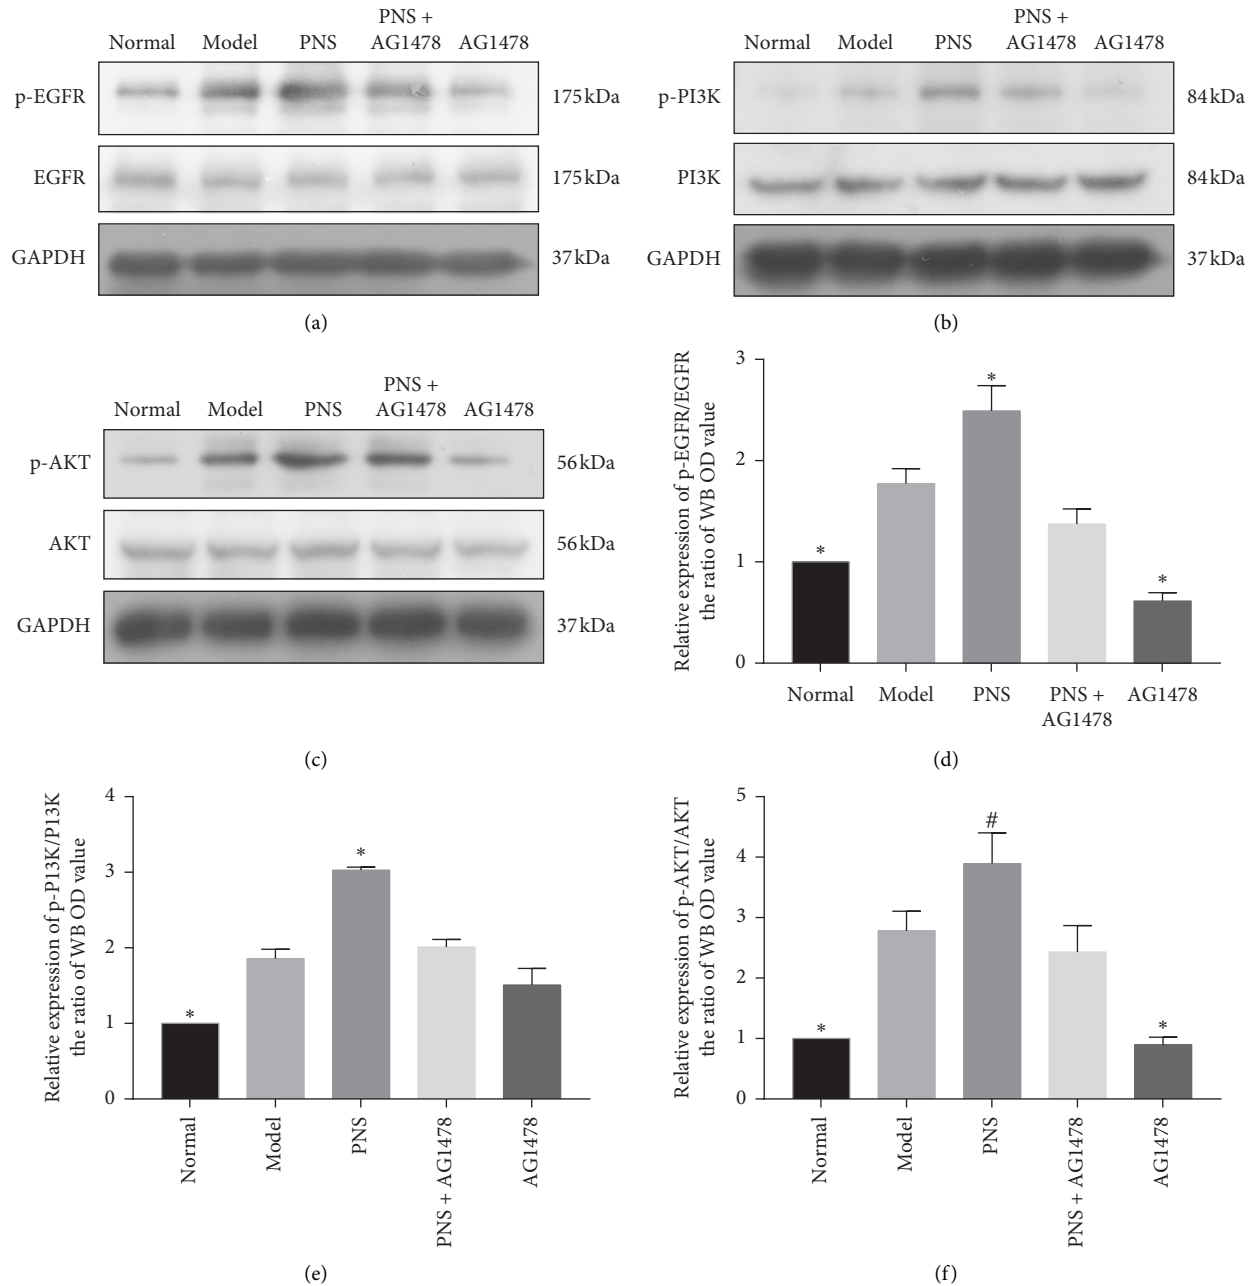 PNS +
Normal Model PNS AG1478 AG1478
p-EGFR 175 kDa
EGFR 175 kDa
GAPDH 37 kDa
(a)
PNS +
Normal Model PNS AG1478 AG1478
p-PI3K 84 kDa
PI3K 84 kDa
GAPDH 37 kDa
(b)
PNS +
Normal Model PNS AG1478 AG1478
p-AKT 56 kDa
AKT 56 kDa
GAPDH 37 kDa
(c)
Relative expression of p-EGFR/EGFR
the ratio of WB OD value
3
2
1
0
* * *
Normal Model PNS PNS + AG1478
AG1478
(d)
Relative expression of p-P13K/P13K
the ratio of WB OD value
4
3
2
1
0
* *
Normal
Model
PNS
PNS + AG1478
AG1478
(e)
Relative expression of p-AKT/AKT
the ratio of WB OD value
5
4
3
2
1
0
* # *
Normal
Model
PNS
PNS + AG1478
AG1478
(f)